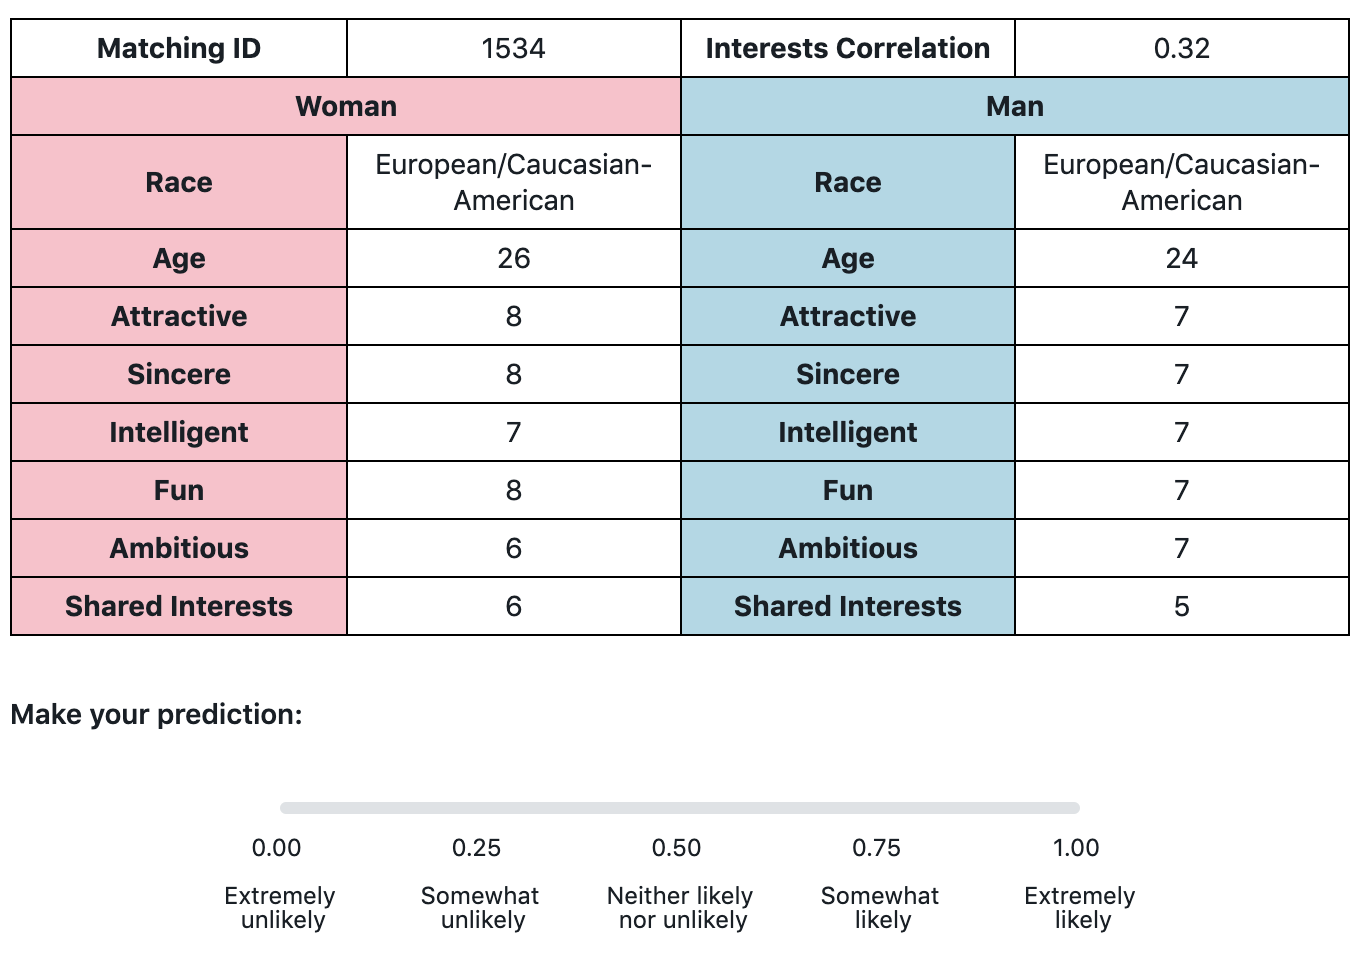 Matching ID 1534 Interests Correlation 0.32
Woman Man
Race European/Caucasian-American Race European/Caucasian-American
Age 26 Age 24
Attractive 8 Attractive 7
Sincere 8 Sincere 7
Intelligent 7 Intelligent 7
Fun 8 Fun 7
Ambitious 6 Ambitious 7
Shared Interests 6 Shared Interests 5
Make your prediction:
0.00 0.25 0.50 0.75 1.00
Extremely unlikely Somewhat unlikely Neither likely nor unlikely Somewhat likely Extremely likely